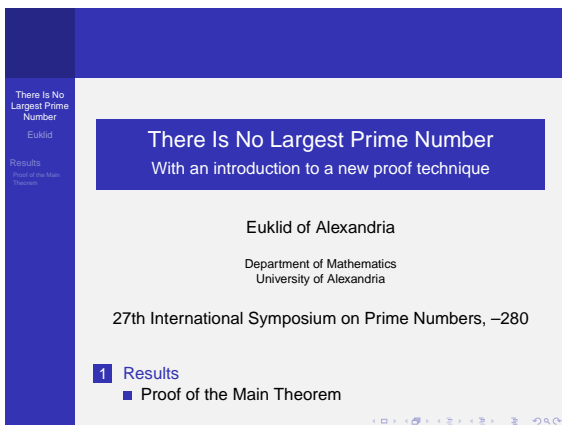 There Is No
Largest Prime
Number
Euklid
Results
Proof of the Main
Theorem
There Is No Largest Prime Number
With an introduction to a new proof technique
Euklid of Alexandria
Department of Mathematics
University of Alexandria
27th International Symposium on Prime Numbers, –280
1 Results
Proof of the Main Theorem